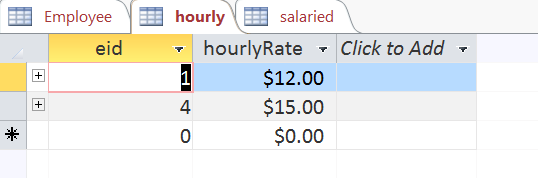 Employee hourly salaried
eid hourlyRate Click to Add
1 $12.00
4 $15.00
0 $0.00